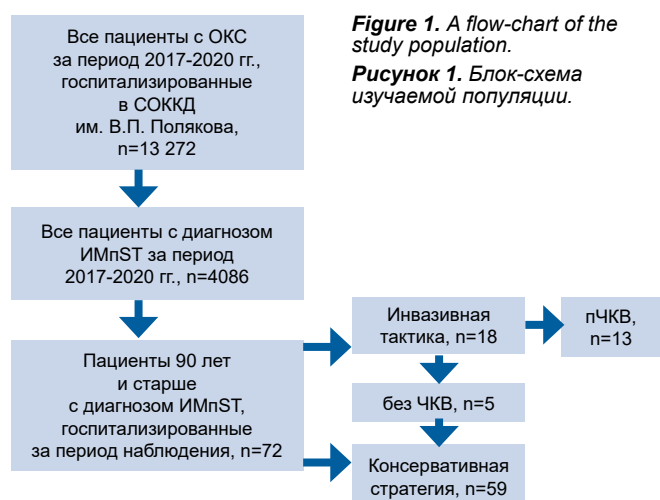 Все пациенты с ОКС
за период 2017-2020 гг.,
госпитализированные
в СОККД
им. В.П. Полякова,
n=13 272
Figure 1. A flow-chart of the
study population.
Рисунок 1. Блок-схема
изучаемой популяции.
Все пациенты с диагнозом
ИМпST за период
2017-2020 гг., n=4086
Пациенты 90 лет
и старше
с диагнозом ИМпST,
госпитализированные
за период наблюдения, n=72
Инвазивная
тактика, n=18
пЧКВ,
n=13
без ЧКВ, n=5
Консервативная
стратегия, n=59